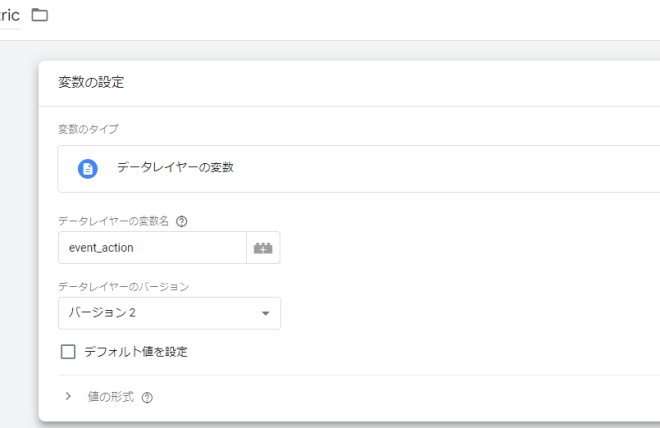 ric
変数の設定
変数のタイプ
データレイヤーの変数
データレイヤーの変数名
event_action
データレイヤーのバージョン
バージョン 2
デフォルト値を設定
値の形式